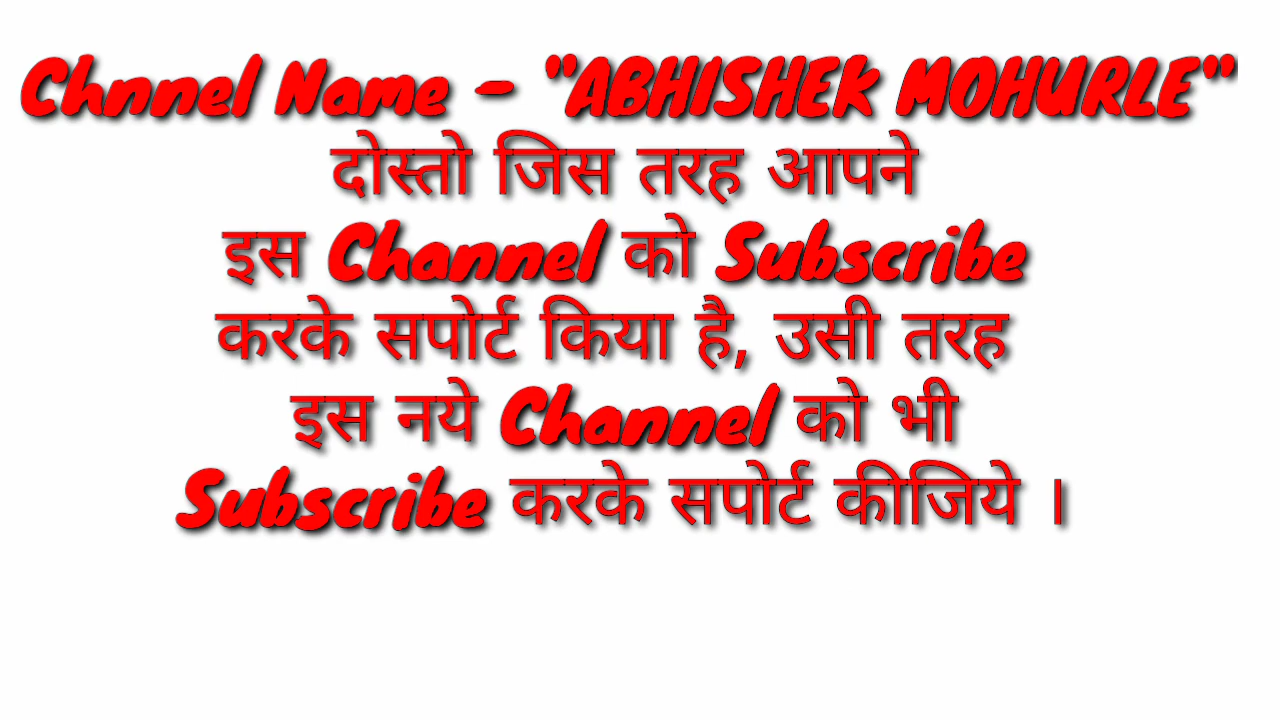 Chnnel Name - "ABHISHEK MOHURLE"
दोस्तो जिस तरह आपने
इस Channel को Subscribe
करके सपोर्ट किया है, उसी तरह
इस नये Channel को भी
Subscribe करके सपोर्ट कीजिये ।